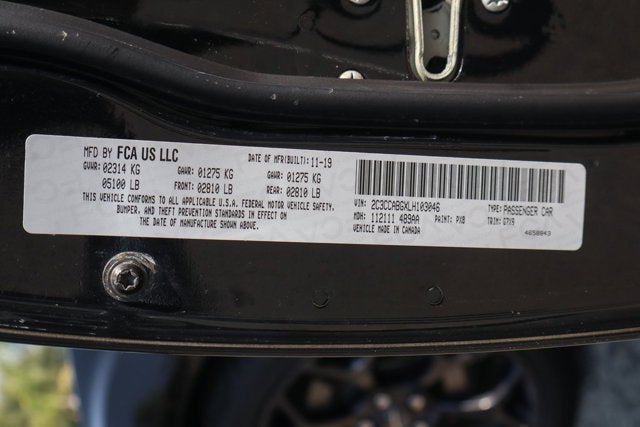 MFD BY FCA US LLC DATE OF MFR(BUILT): 11-19
GVWR: 02314 KG GAWR: 01275 KG GAWR: 01275 KG
05100 LB FRONT: 02810 LB REAR: 02810 LB
THIS VEHICLE CONFORMS TO ALL APPLICABLE U.S.A. FEDERAL MOTOR VEHICLE SAFETY,
BUMPER, AND THEFT PREVENTION STANDARDS IN EFFECT ON
THE DATE OF MANUFACTURE SHOWN ABOVE.
VIN: 2C3CCABGXLH103046 TYPE: PASSENGER CAR
MDH: 112111 4B9AA PAINT: PX8 TRIM: D7X9
VEHICLE MADE IN CANADA 4658843